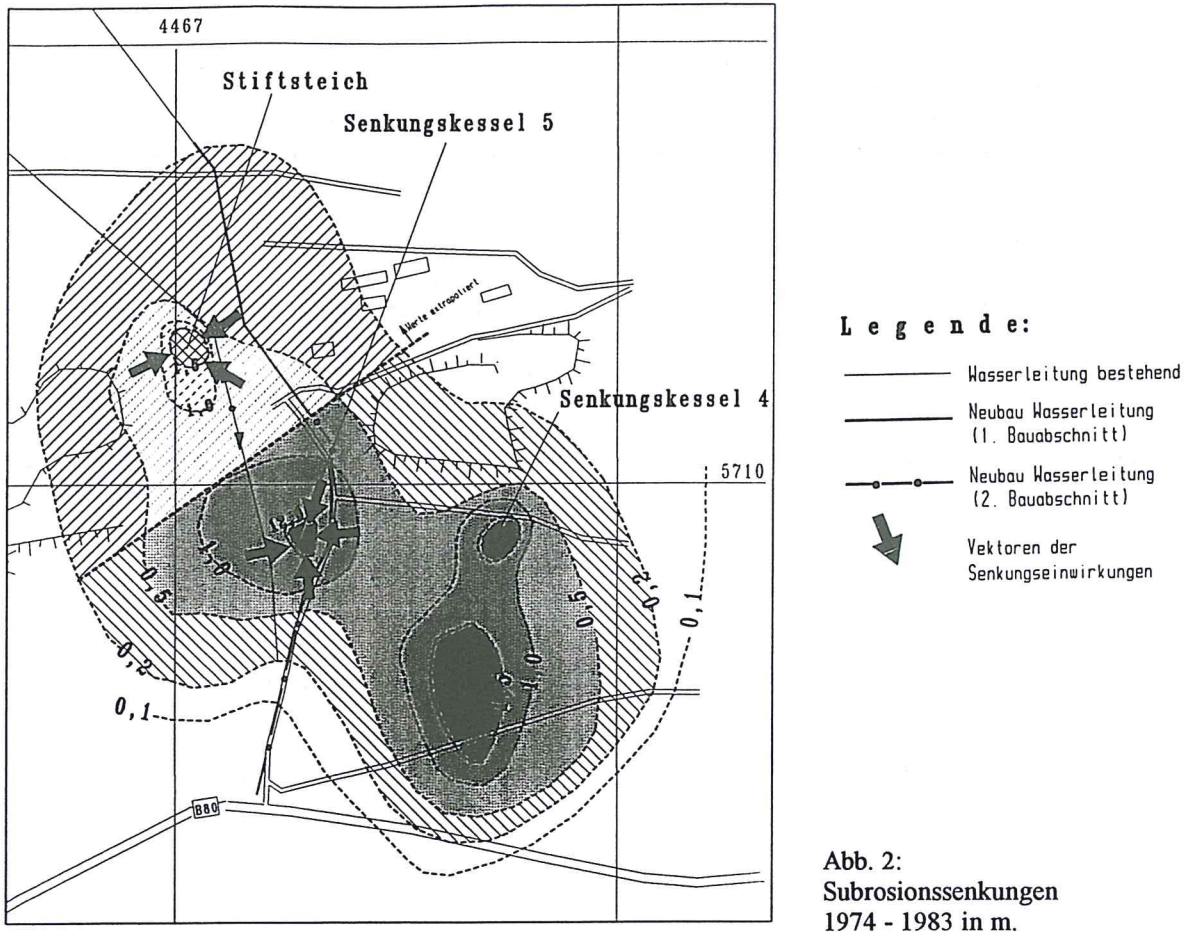 4467
Stiftsteich
Senkungskessel 5
Werte extrapoliert
Senkungskessel 4
5710
1,0
1,0
0,5
0,2
0,1
0,2
0,5
0,1
1,0
B80
Legende:
Wasserleitung bestehend
Neubau Wasserleitung
(1. Bauabschnitt)
Neubau Wasserleitung
(2. Bauabschnitt)
Vektoren der
Senkungseinwirkungen
Abb. 2:
Subrosionssenkungen
1974 - 1983 in m.